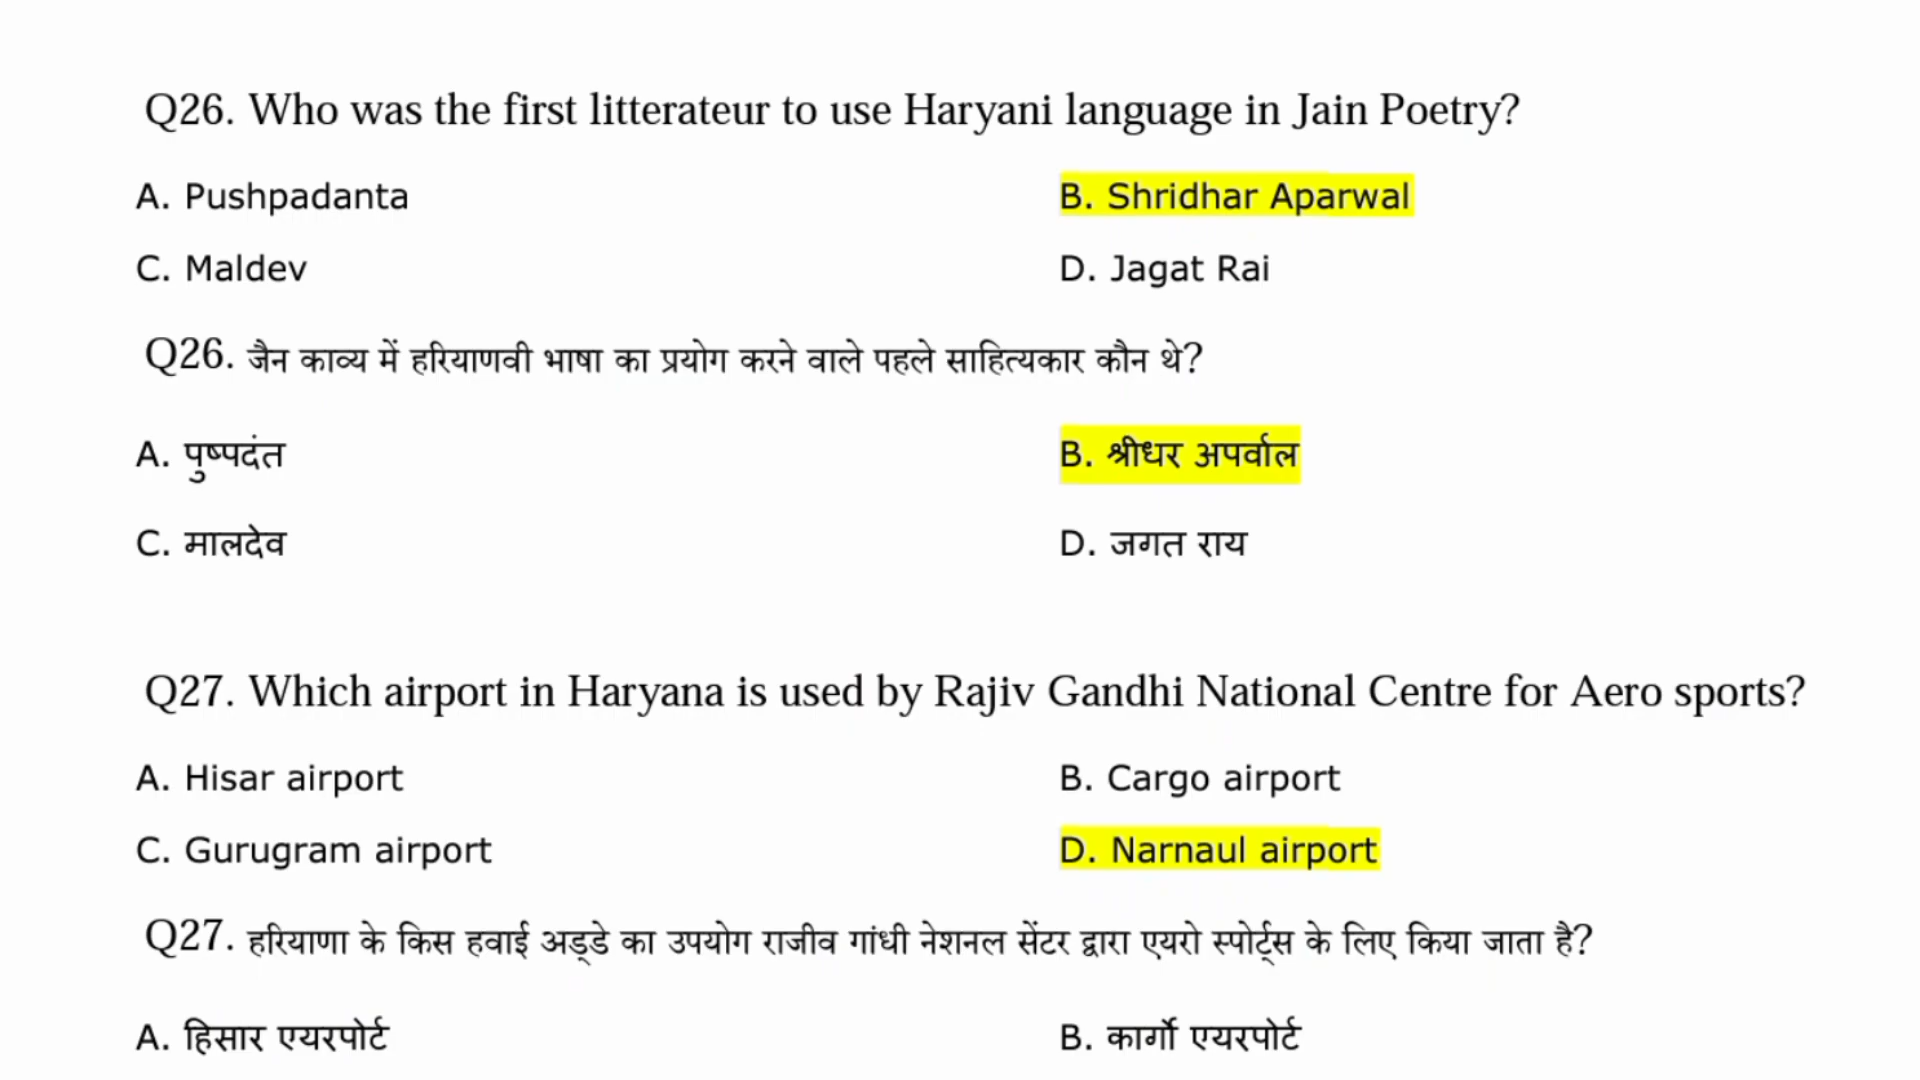 Q26. Who was the first litterateur to use Haryani language in Jain Poetry?
A. Pushpadanta B. Shridhar Aparwal
C. Maldev D. Jagat Rai
Q26. जैन काव्य में हरियाणवी भाषा का प्रयोग करने वाले पहले साहित्यकार कौन थे?
A. पुष्पदंत B. श्रीधर अपर्वाल
C. मालदेव D. जगत राय
Q27. Which airport in Haryana is used by Rajiv Gandhi National Centre for Aero sports?
A. Hisar airport B. Cargo airport
C. Gurugram airport D. Narnaul airport
Q27. हरियाणा के किस हवाई अड्डे का उपयोग राजीव गांधी नेशनल सेंटर द्वारा एयरो स्पोर्ट्स के लिए किया जाता है?
A. हिसार एयरपोर्ट B. कार्गो एयरपोर्ट